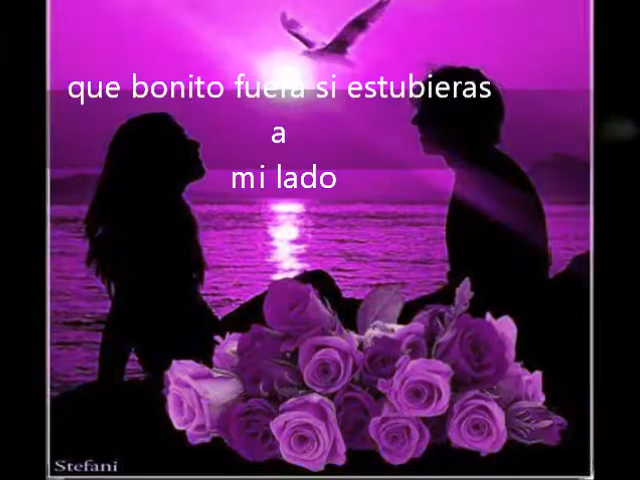 que bonito fuera si estubieras
a
mi lado
Stefani